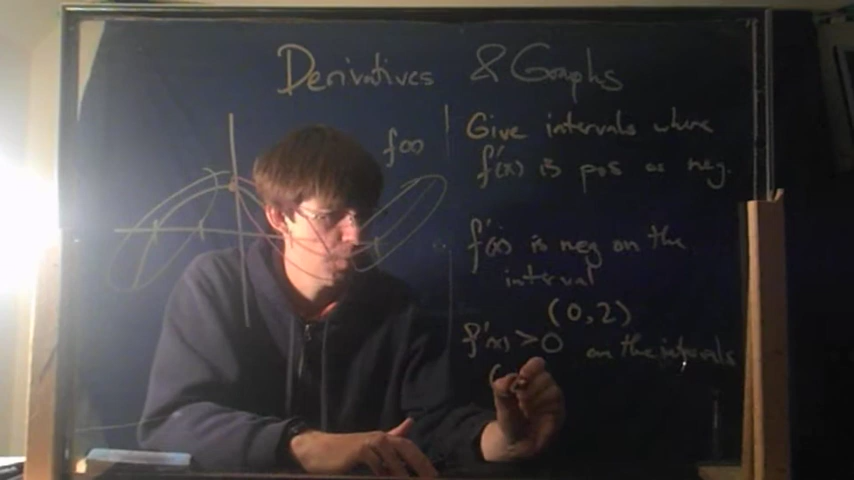 Derivatives & Graphs
f(x)
Give intervals where
f'(x) is pos or neg.
f'(x) is neg on the
interval
(0,2)
f'(x) > 0 on the intervals
(